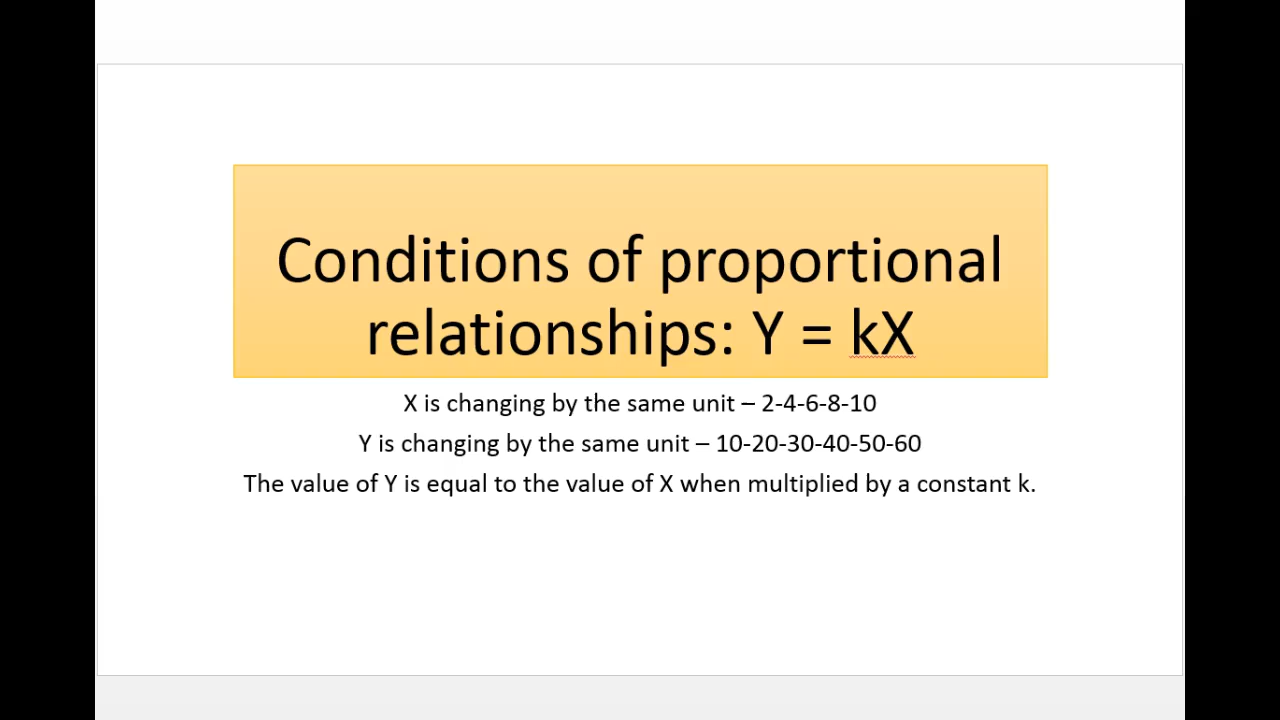 Conditions of proportional
relationships: Y = kX
X is changing by the same unit – 2-4-6-8-10
Y is changing by the same unit – 10-20-30-40-50-60
The value of Y is equal to the value of X when multiplied by a constant k.